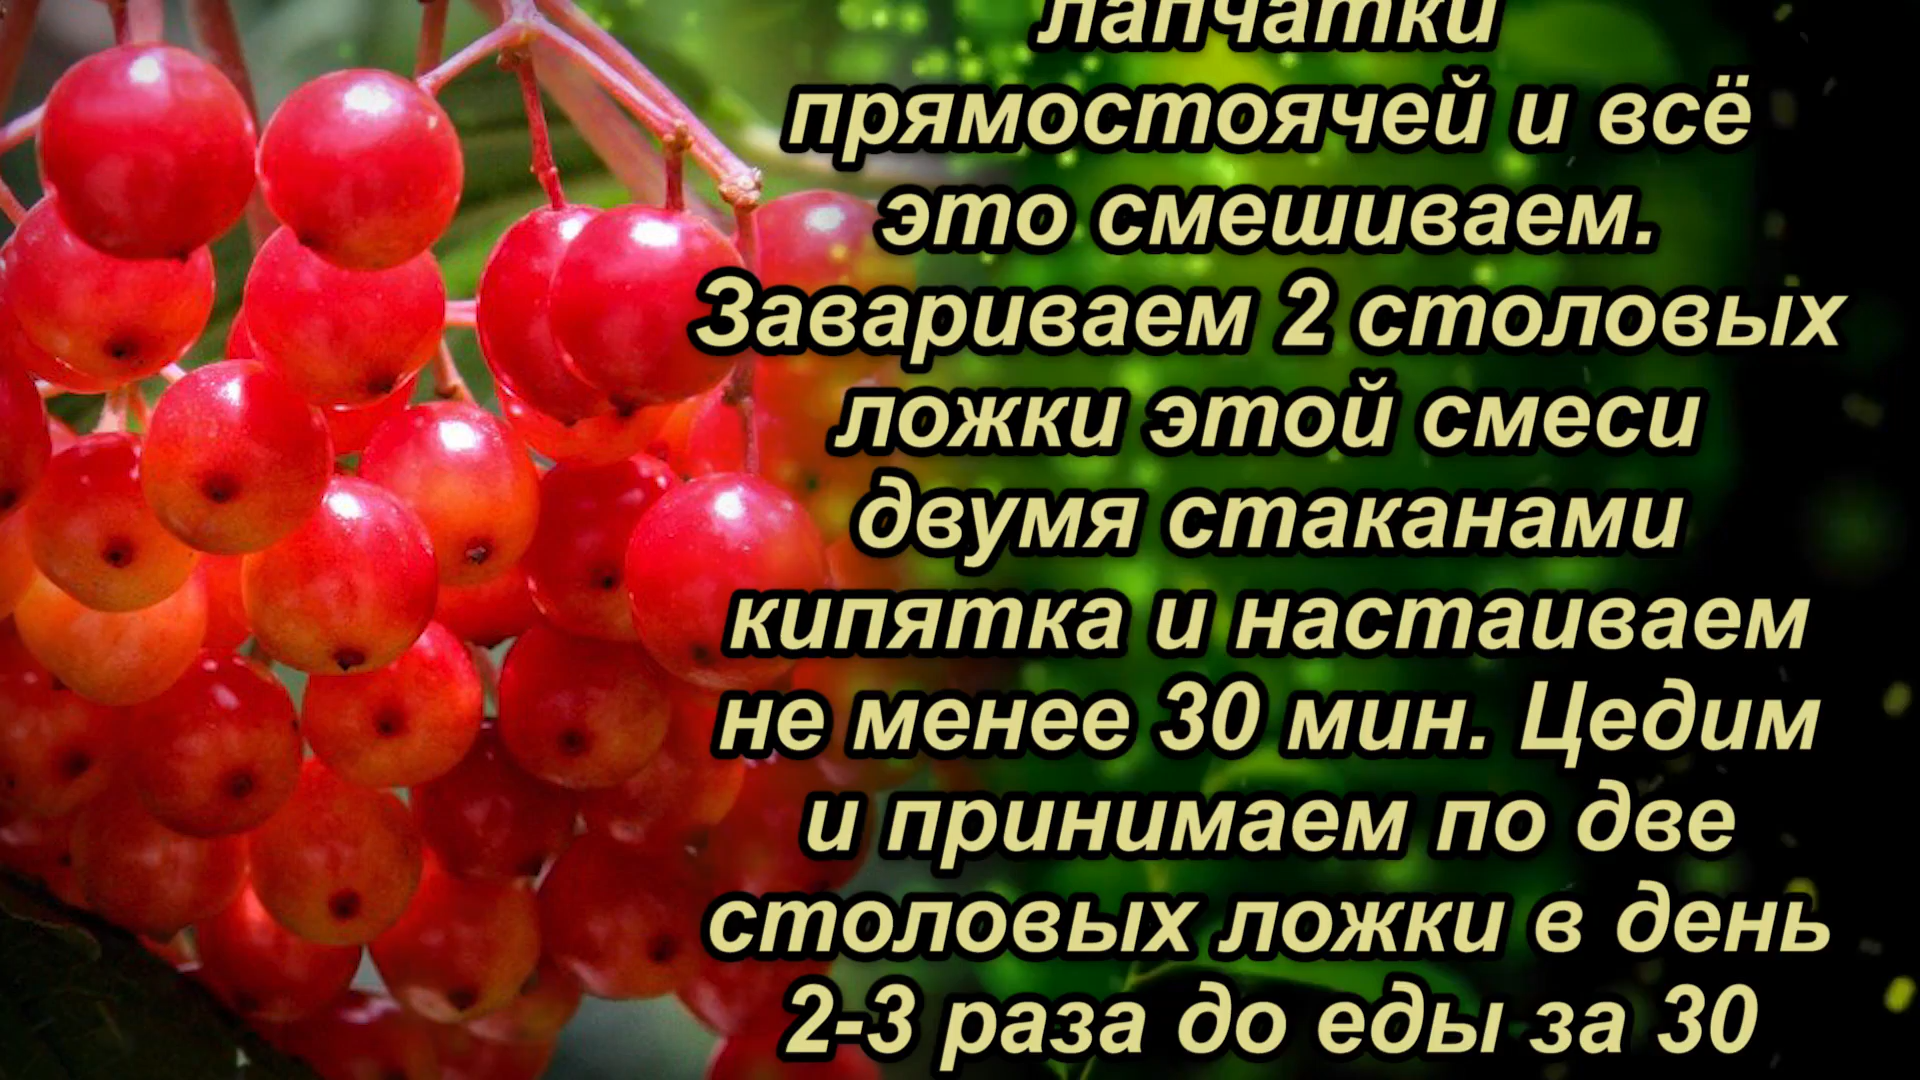 лапчатки
прямостоячей и всё
это смешиваем.
Завариваем 2 столовых
ложки этой смеси
двумя стаканами
кипятка и настаиваем
не менее 30 мин. Цедим
и принимаем по две
столовых ложки в день
2-3 раза до еды за 30